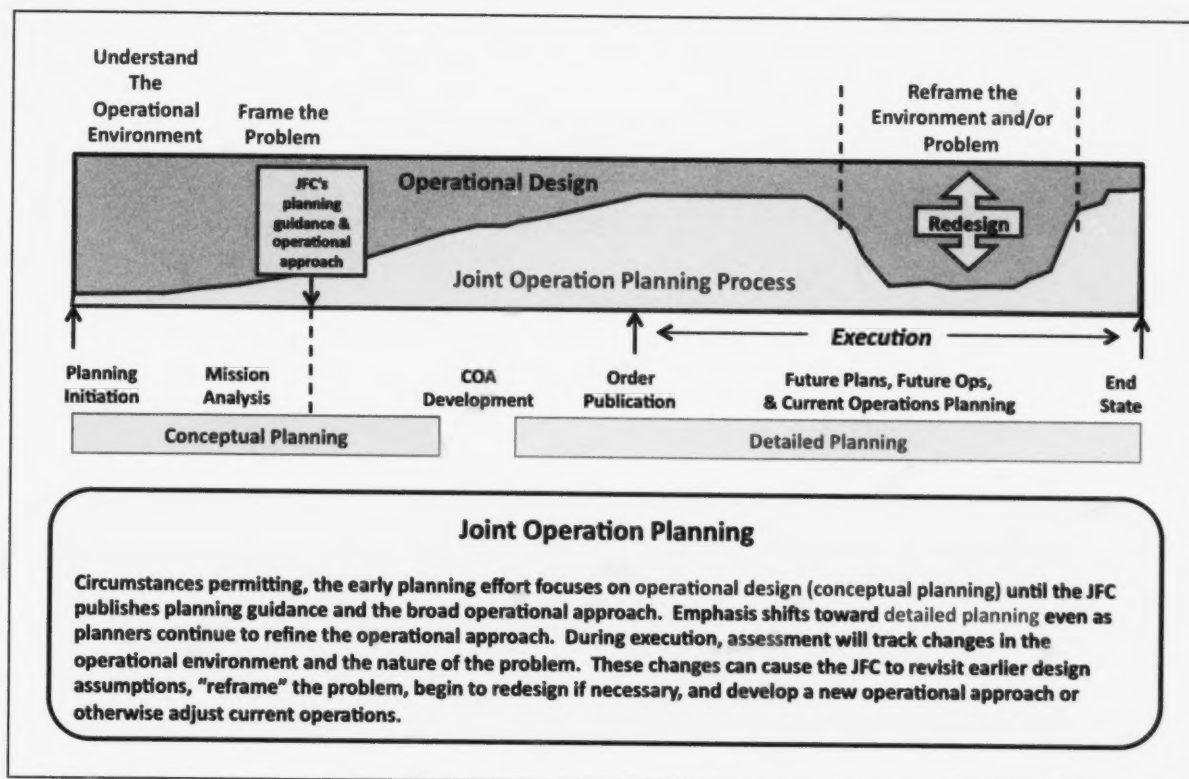 Understand
The
Operational
Environment
Frame the
Problem
Reframe the
Environment and/or
Problem
JFC's
planning
guidance &
operational
approach
Operational Design
Redesign
Joint Operation Planning Process
Execution
Planning
Initiation
Mission
Analysis
COA
Development
Order
Publication
Future Plans, Future Ops,
& Current Operations Planning
End
State
Conceptual Planning
Detailed Planning
Joint Operation Planning
Circumstances permitting, the early planning effort focuses on operational design (conceptual planning) until the JFC
publishes planning guidance and the broad operational approach. Emphasis shifts toward detailed planning even as
planners continue to refine the operational approach. During execution, assessment will track changes in the
operational environment and the nature of the problem. These changes can cause the JFC to revisit earlier design
assumptions, "reframe" the problem, begin to redesign if necessary, and develop a new operational approach or
otherwise adjust current operations.